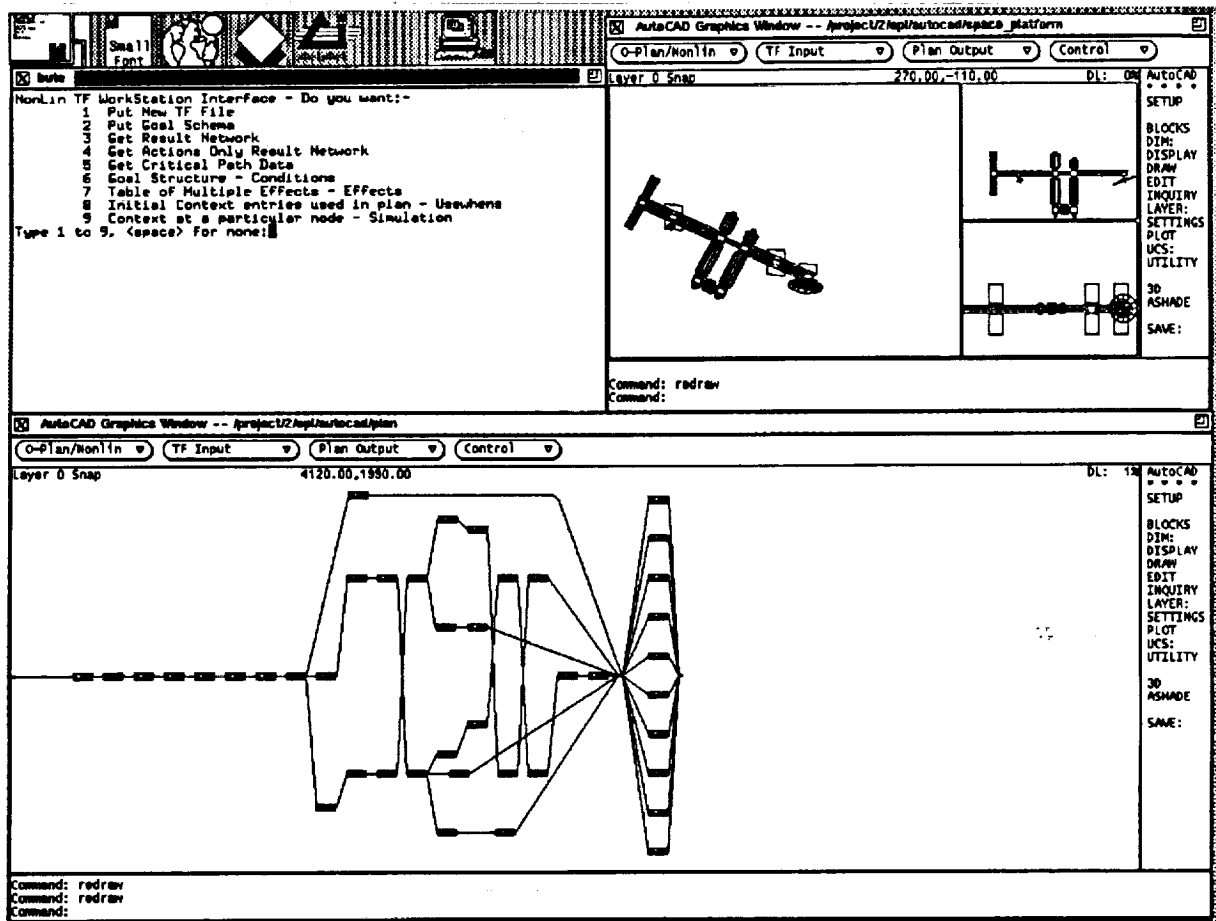 Small
Font
bute
NonLin TF WorkStation Interface - Do you want:-
1 Put New TF File
2 Put Goal Schema
3 Get Result Network
4 Get Actions Only Result Network
5 Get Critical Path Data
6 Goal Structure - Conditions
7 Table of Multiple Effects - Effects
8 Initial Context entries used in plan - Usewhens
9 Context at a particular node - Simulation
Type 1 to 9, <space> for none:
AutoCAD Graphics Window -- /project/2/epl/autocad/space_platform
O-Plan/Nonlin TF Input Plan Output Control
Layer 0 Snap 270.00,-110.00 DL: 0% AutoCAD
* * * *
SETUP
BLOCKS
DIM:
DISPLAY
DRAW
EDIT
INQUIRY
LAYER:
SETTINGS
PLOT
UCS:
UTILITY
3D
ASHADE
SAVE:
Command: redraw
Command:
AutoCAD Graphics Window -- /project/2/epl/autocad/plan
O-Plan/Nonlin TF Input Plan Output Control
Layer 0 Snap 4120.00,1990.00 DL: 1% AutoCAD
* * * *
SETUP
BLOCKS
DIM:
DISPLAY
DRAW
EDIT
INQUIRY
LAYER:
SETTINGS
PLOT
UCS:
UTILITY
3D
ASHADE
SAVE:
Command: redraw
Command: redraw
Command: